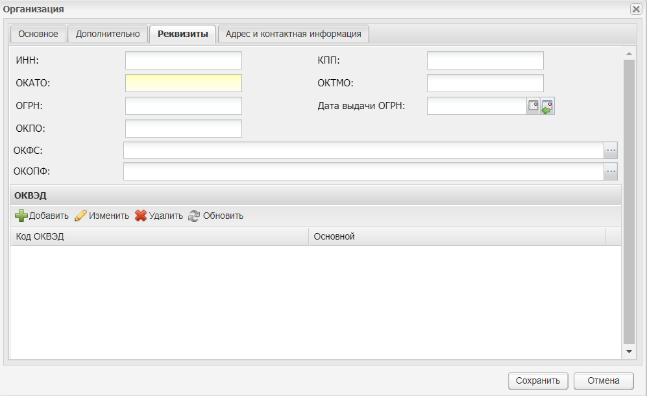 Организация
Основное Дополнительно Реквизиты Адрес и контактная информация
ИНН: КПП:
ОКАТО: ОКТМО:
ОГРН: Дата выдачи ОГРН:
ОКПО:
ОКФС:
ОКОПФ:
ОКВЭД
Добавить Изменить Удалить Обновить
Код ОКВЭД Основной
Сохранить Отмена